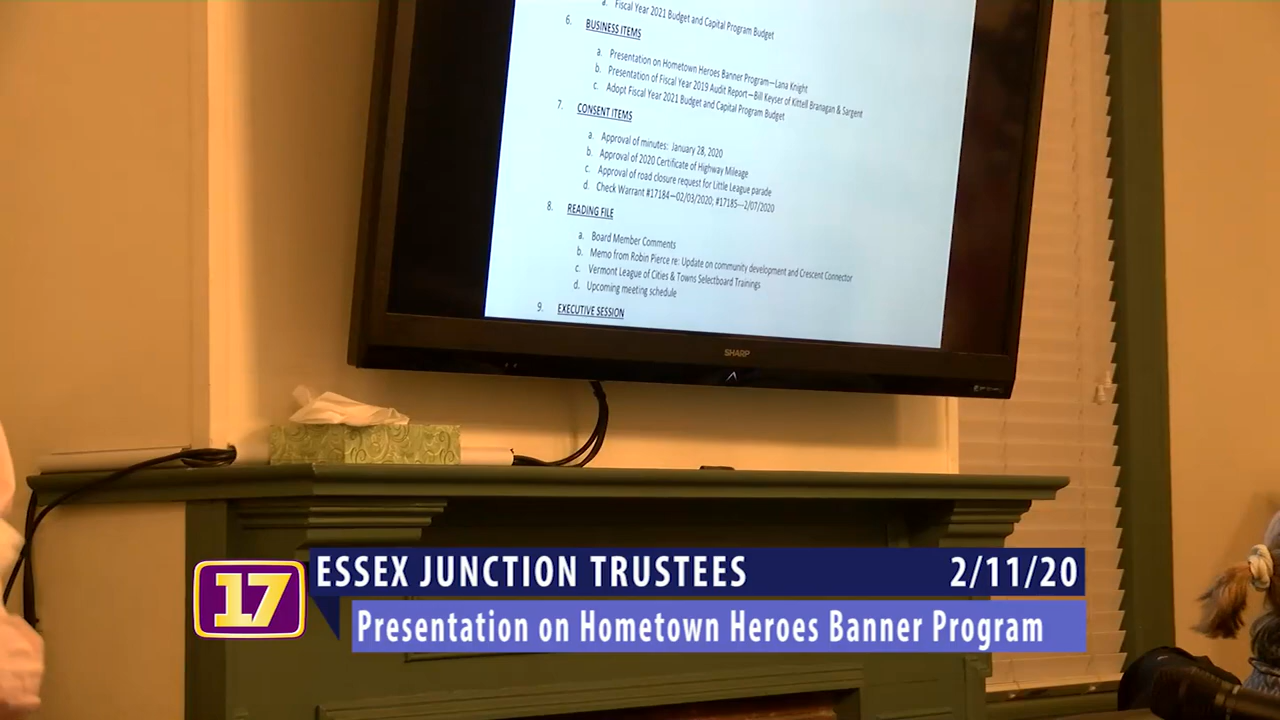 a. Fiscal Year 2021 Budget and Capital Program Budget
6. BUSINESS ITEMS
a. Presentation on Hometown Heroes Banner Program—Lana Knight
b. Presentation of Fiscal Year 2019 Audit Report—Bill Keyser of Kittell Branagan & Sargent
c. Adopt Fiscal Year 2021 Budget and Capital Program Budget
7. CONSENT ITEMS
a. Approval of minutes: January 28, 2020
b. Approval of 2020 Certificate of Highway Mileage
c. Approval of road closure request for Little League parade
d. Check Warrant #17184—02/03/2020; #17185—2/07/2020
8. READING FILE
a. Board Member Comments
b. Memo from Robin Pierce re: Update on community development and Crescent Connector
c. Vermont League of Cities & Towns Selectboard Trainings
d. Upcoming meeting schedule
9. EXECUTIVE SESSION
SHARP
17 ESSEX JUNCTION TRUSTEES 2/11/20
Presentation on Hometown Heroes Banner Program